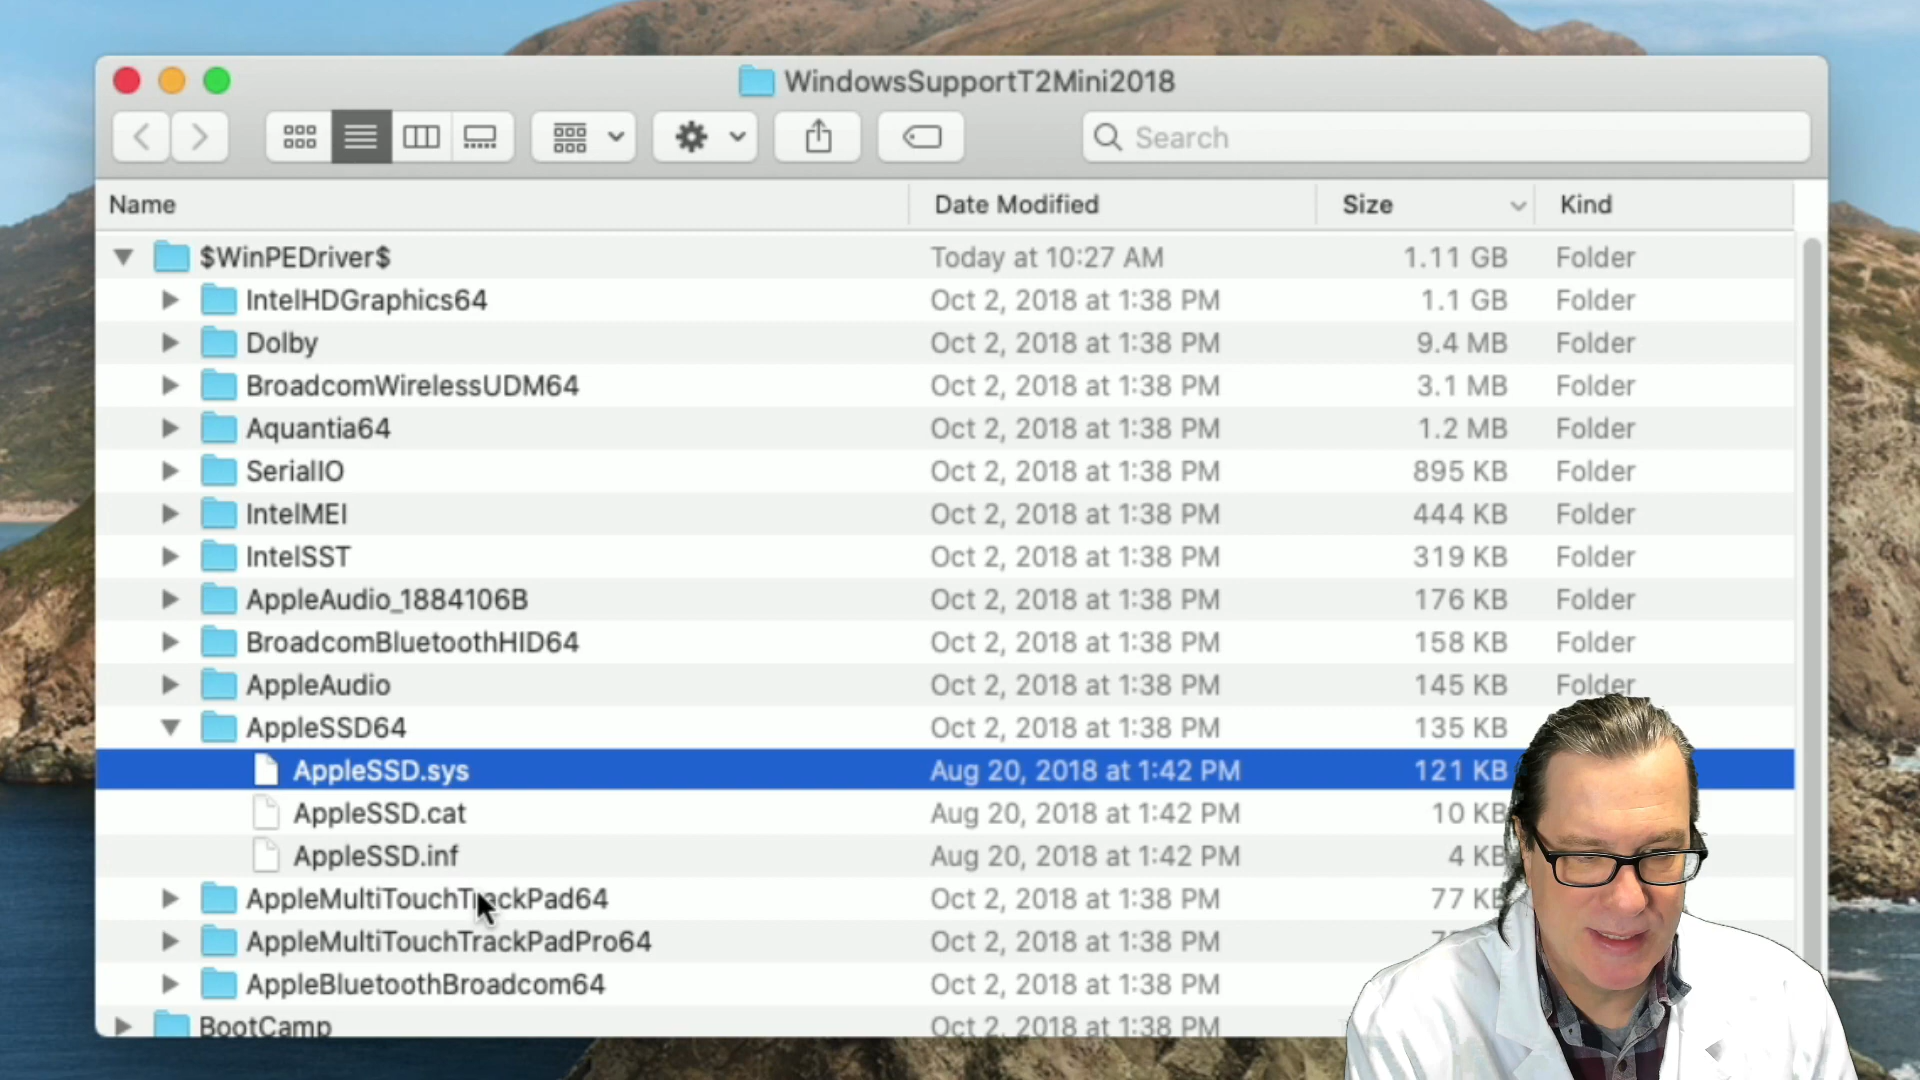 WindowsSupportT2Mini2018
Search
Name Date Modified Size Kind
$WinPEDriver$ Today at 10:27 AM 1.11 GB Folder
IntelHDGraphics64 Oct 2, 2018 at 1:38 PM 1.1 GB Folder
Dolby Oct 2, 2018 at 1:38 PM 9.4 MB Folder
BroadcomWirelessUDM64 Oct 2, 2018 at 1:38 PM 3.1 MB Folder
Aquantia64 Oct 2, 2018 at 1:38 PM 1.2 MB Folder
SerialIO Oct 2, 2018 at 1:38 PM 895 KB Folder
IntelMEI Oct 2, 2018 at 1:38 PM 444 KB Folder
IntelSST Oct 2, 2018 at 1:38 PM 319 KB Folder
AppleAudio_1884106B Oct 2, 2018 at 1:38 PM 176 KB Folder
BroadcomBluetoothHID64 Oct 2, 2018 at 1:38 PM 158 KB Folder
AppleAudio Oct 2, 2018 at 1:38 PM 145 KB Folder
AppleSSD64 Oct 2, 2018 at 1:38 PM 135 KB
AppleSSD.sys Aug 20, 2018 at 1:42 PM 121 KB
AppleSSD.cat Aug 20, 2018 at 1:42 PM 10 KB
AppleSSD.inf Aug 20, 2018 at 1:42 PM 4 KB
AppleMultiTouchTrackPad64 Oct 2, 2018 at 1:38 PM 77 KB
AppleMultiTouchTrackPadPro64 Oct 2, 2018 at 1:38 PM
AppleBluetoothBroadcom64 Oct 2, 2018 at 1:38 PM
BootCamp Oct 2, 2018 at 1:38 PM